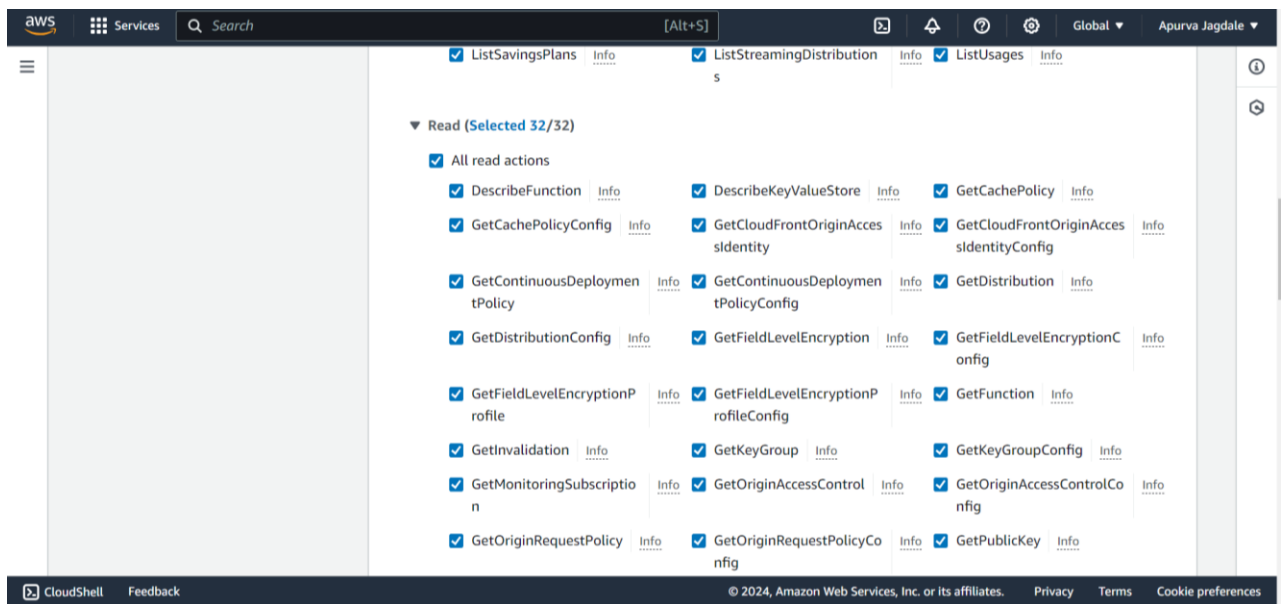 aws Services Search [Alt+S] Global ▼ Apurva Jagdale ▼
ListSavingsPlans Info ListStreamingDistribution Info ListUsages Info
s
▼ Read (Selected 32/32)
All read actions
DescribeFunction Info DescribeKeyValueStore Info GetCachePolicy Info
GetCachePolicyConfig Info GetCloudFrontOriginAcces Info GetCloudFrontOriginAcces Info
sIdentity sIdentityConfig
GetContinuousDeploymen Info GetContinuousDeploymen Info GetDistribution Info
tPolicy tPolicyConfig
GetDistributionConfig Info GetFieldLevelEncryption Info GetFieldLevelEncryptionC Info
onfig
GetFieldLevelEncryptionP Info GetFieldLevelEncryptionP Info GetFunction Info
rofile rofileConfig
GetInvalidation Info GetKeyGroup Info GetKeyGroupConfig Info
GetMonitoringSubscriptio Info GetOriginAccessControl Info GetOriginAccessControlCo Info
n nfig
GetOriginRequestPolicy Info GetOriginRequestPolicyCo Info GetPublicKey Info
nfig
CloudShell Feedback © 2024, Amazon Web Services, Inc. or its affiliates. Privacy Terms Cookie preferences